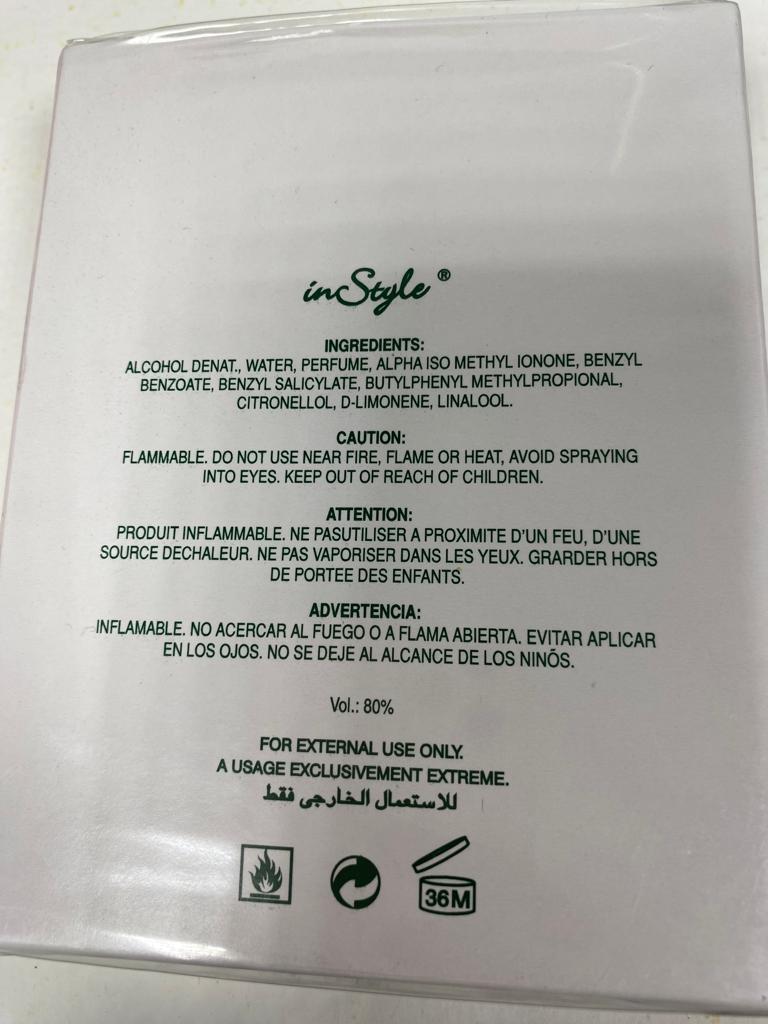 inStyle ®
INGREDIENTS:
ALCOHOL DENAT., WATER, PERFUME, ALPHA ISO METHYL IONONE, BENZYL
BENZOATE, BENZYL SALICYLATE, BUTYLPHENYL METHYLPROPIONAL,
CITRONELLOL, D-LIMONENE, LINALOOL.
CAUTION:
FLAMMABLE. DO NOT USE NEAR FIRE, FLAME OR HEAT, AVOID SPRAYING
INTO EYES. KEEP OUT OF REACH OF CHILDREN.
ATTENTION:
PRODUIT INFLAMMABLE. NE PASUTILISER A PROXIMITE D'UN FEU, D'UNE
SOURCE DECHALEUR. NE PAS VAPORISER DANS LES YEUX. GRARDER HORS
DE PORTEE DES ENFANTS.
ADVERTENCIA:
INFLAMABLE. NO ACERCAR AL FUEGO O A FLAMA ABIERTA. EVITAR APLICAR
EN LOS OJOS. NO SE DEJE AL ALCANCE DE LOS NINÕS.
Vol.: 80%
FOR EXTERNAL USE ONLY.
A USAGE EXCLUSIVEMENT EXTREME.
للاستعمال الخارجى فقط
36M